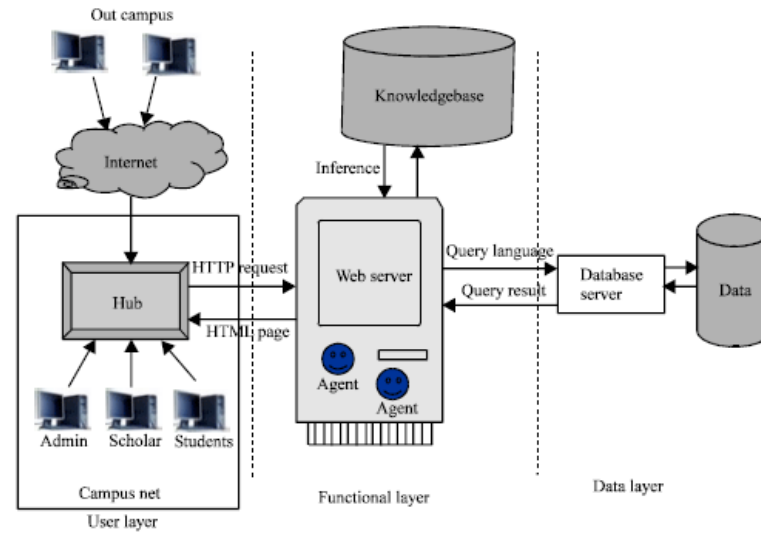 Out campus
Internet
Hub
Admin
Scholar
Students
Campus net
User layer
HTTP request
HTML page
Knowledgebase
Inference
Web server
Agent
Agent
Functional layer
Query language
Query result
Database
server
Data
Data layer